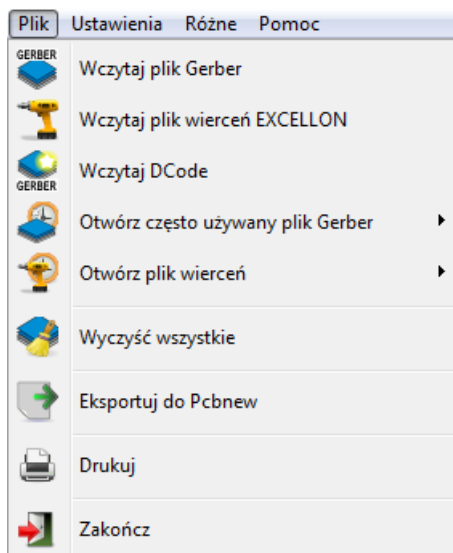 Plik Ustawienia Różne Pomoc
GERBER
Wczytaj plik Gerber
Wczytaj plik wierceń EXCELLON
Wczytaj DCode
GERBER
Otwórz często używany plik Gerber
Otwórz plik wierceń
Wyczyść wszystkie
Eksportuj do Pcbnew
Drukuj
Zakończ